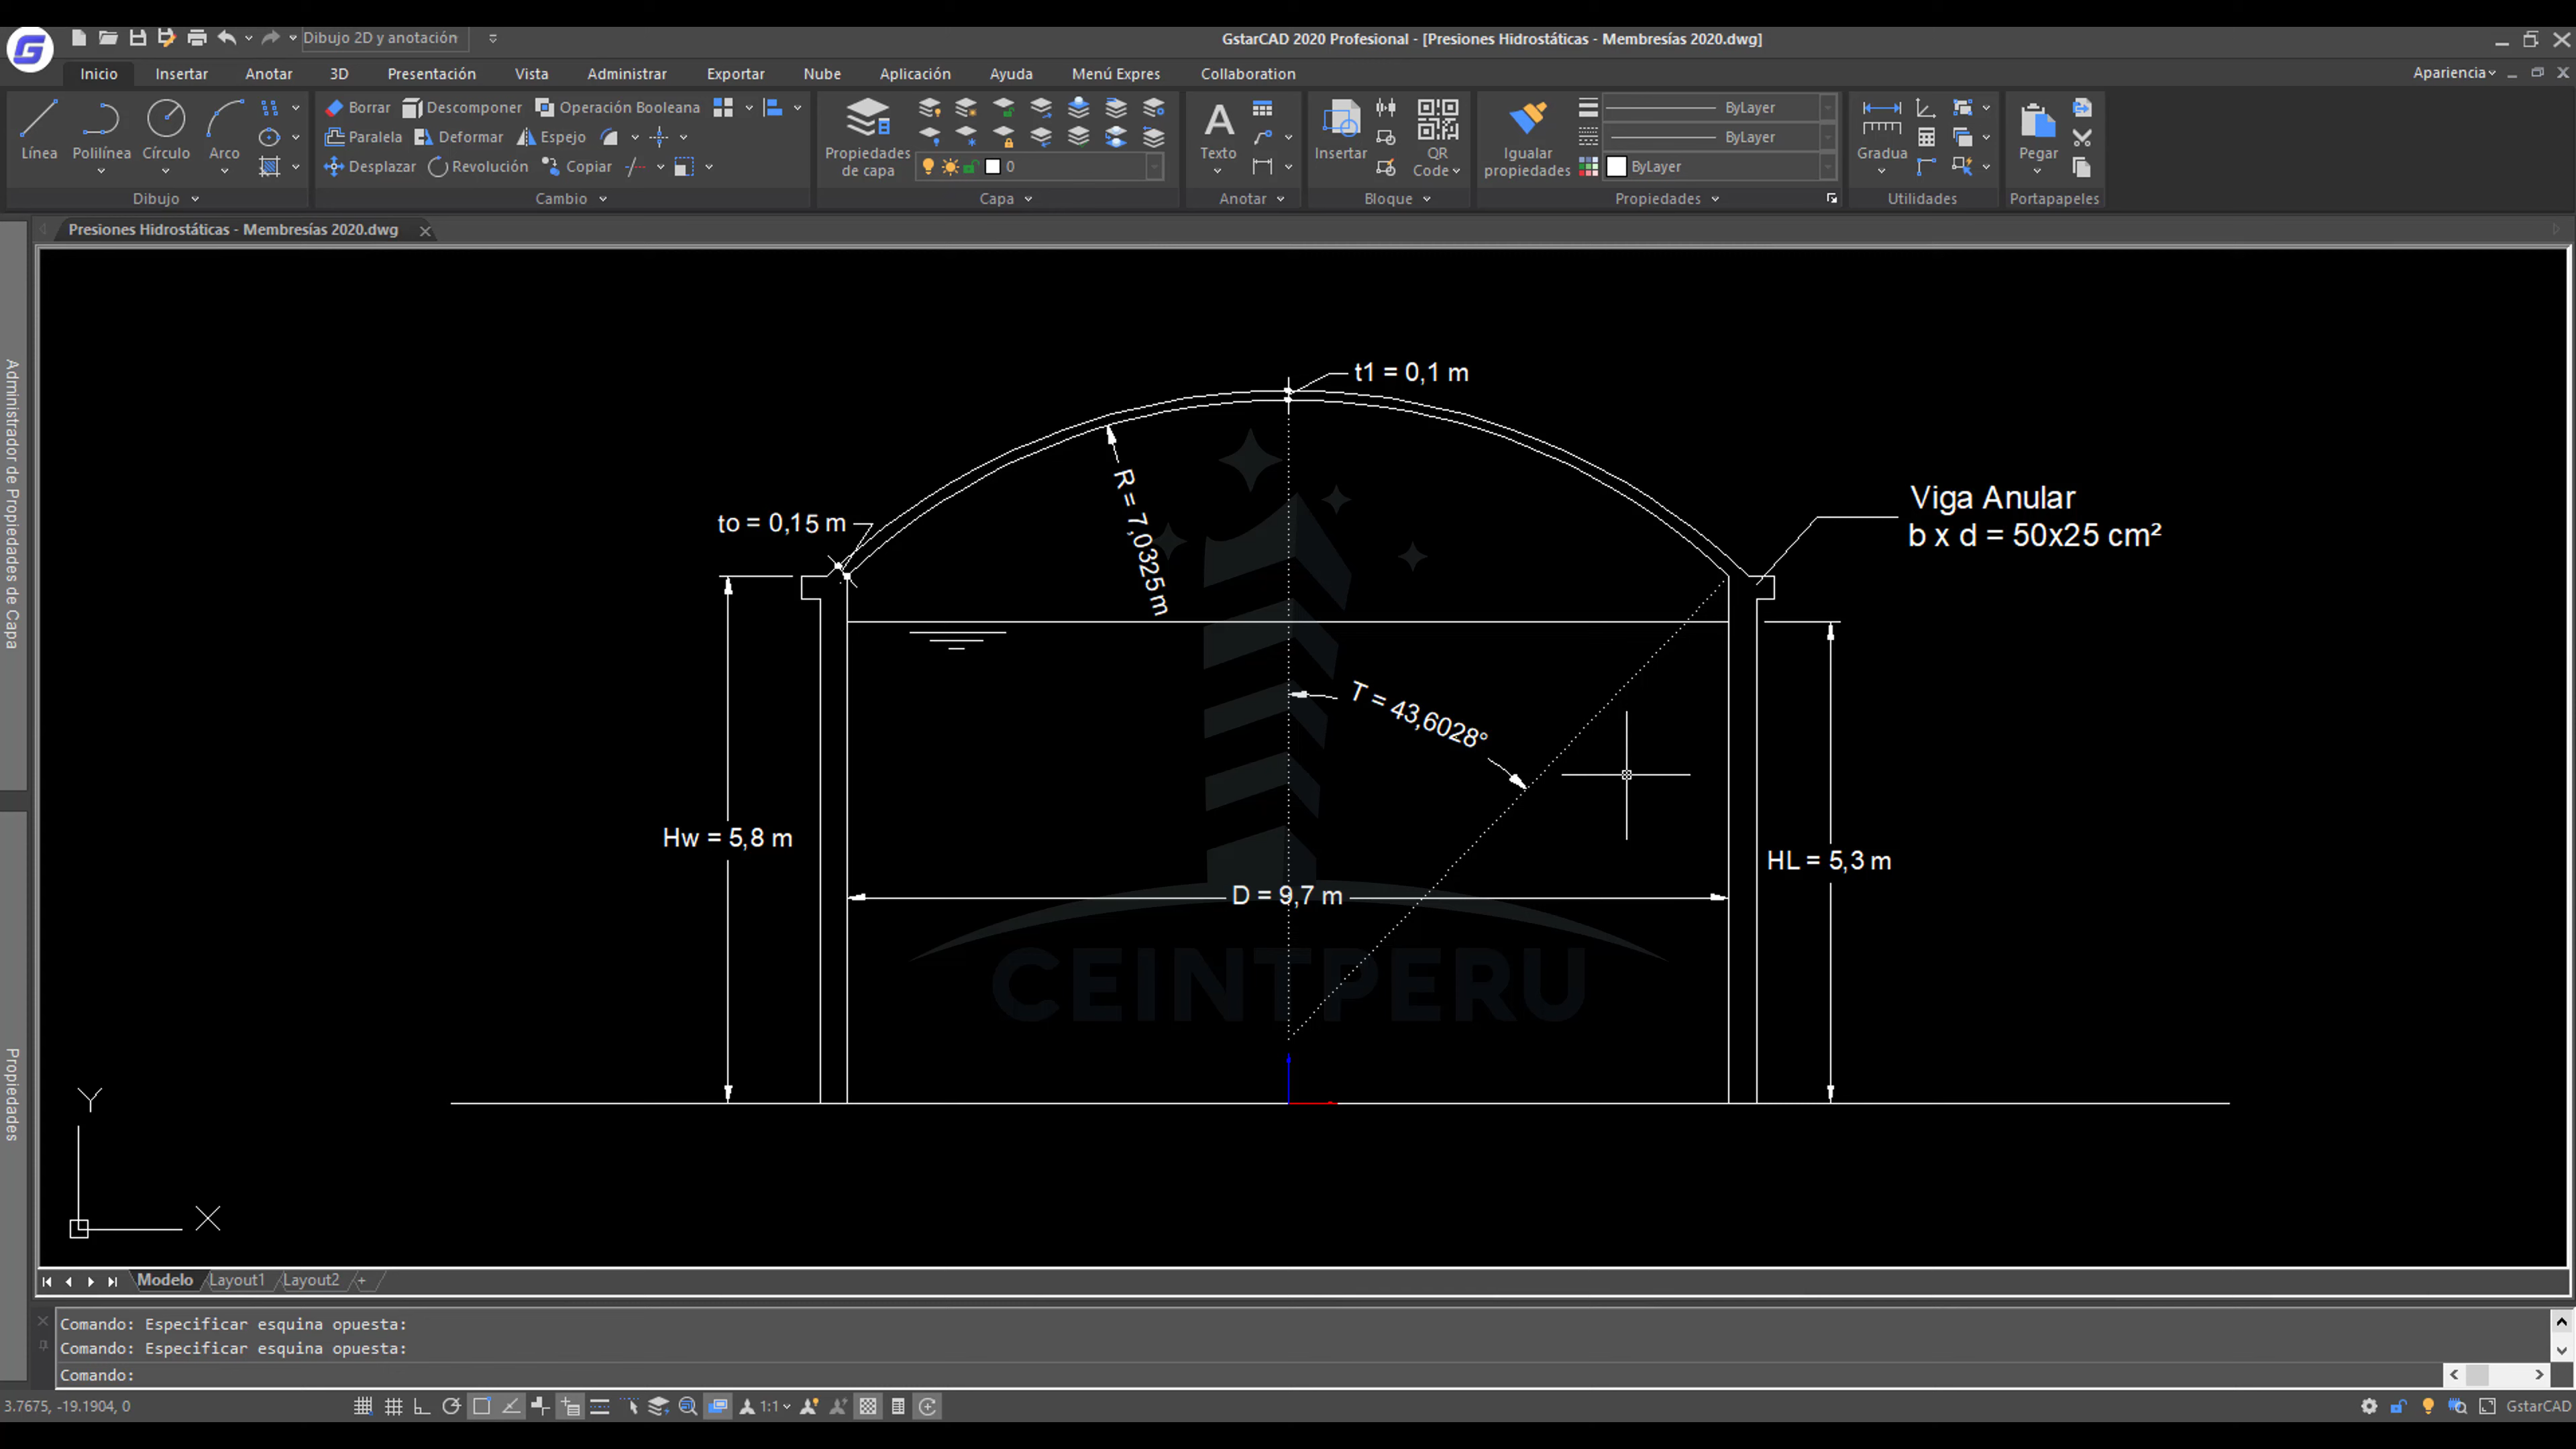 Dibujo 2D y anotación
GstarCAD 2020 Profesional - [Presiones Hidrostáticas - Membresías 2020.dwg]
Inicio Insertar Anotar 3D Presentación Vista Administrar Exportar Nube Aplicación Ayuda Menú Expres Collaboration Apariencia
Línea Polilínea Círculo Arco
Borrar Descomponer Operación Booleana
Paralela Deformar Espejo
Desplazar Revolución Copiar
Propiedades de capa
0
Texto
Insertar
QR Code
Igualar propiedades
ByLayer
ByLayer
ByLayer
Gradua
Pegar
Dibujo Cambio Capa Anotar Bloque Propiedades Utilidades Portapapeles
Presiones Hidrostáticas - Membresías 2020.dwg
Administrador de Propiedades de Capa
Propiedades
t1 = 0,1 m
R = 7,0325 m
to = 0,15 m
Viga Anular
b x d = 50x25 cm²
T = 43,6028°
Hw = 5,8 m
HL = 5,3 m
D = 9,7 m
CEINTPERU
Y
X
Modelo Layout1 Layout2 +
Comando: Especificar esquina opuesta:
Comando: Especificar esquina opuesta:
Comando:
3.7675, -19.1904, 0
1:1
GstarCAD